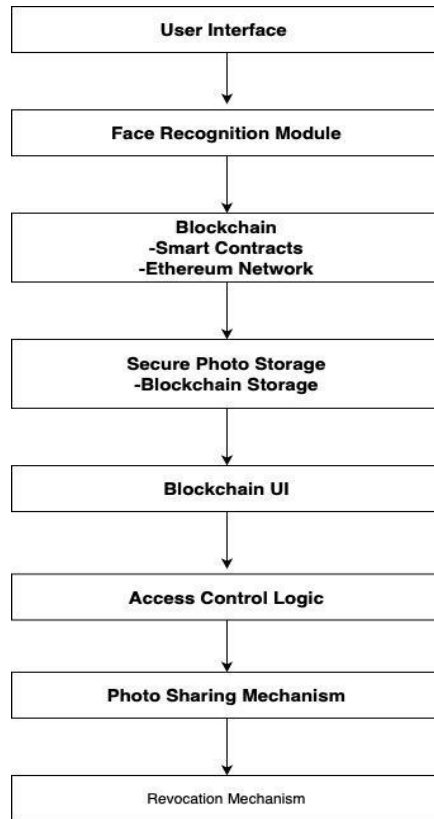 User Interface
Face Recognition Module
Blockchain
-Smart Contracts
-Ethereum Network
Secure Photo Storage
-Blockchain Storage
Blockchain UI
Access Control Logic
Photo Sharing Mechanism
Revocation Mechanism